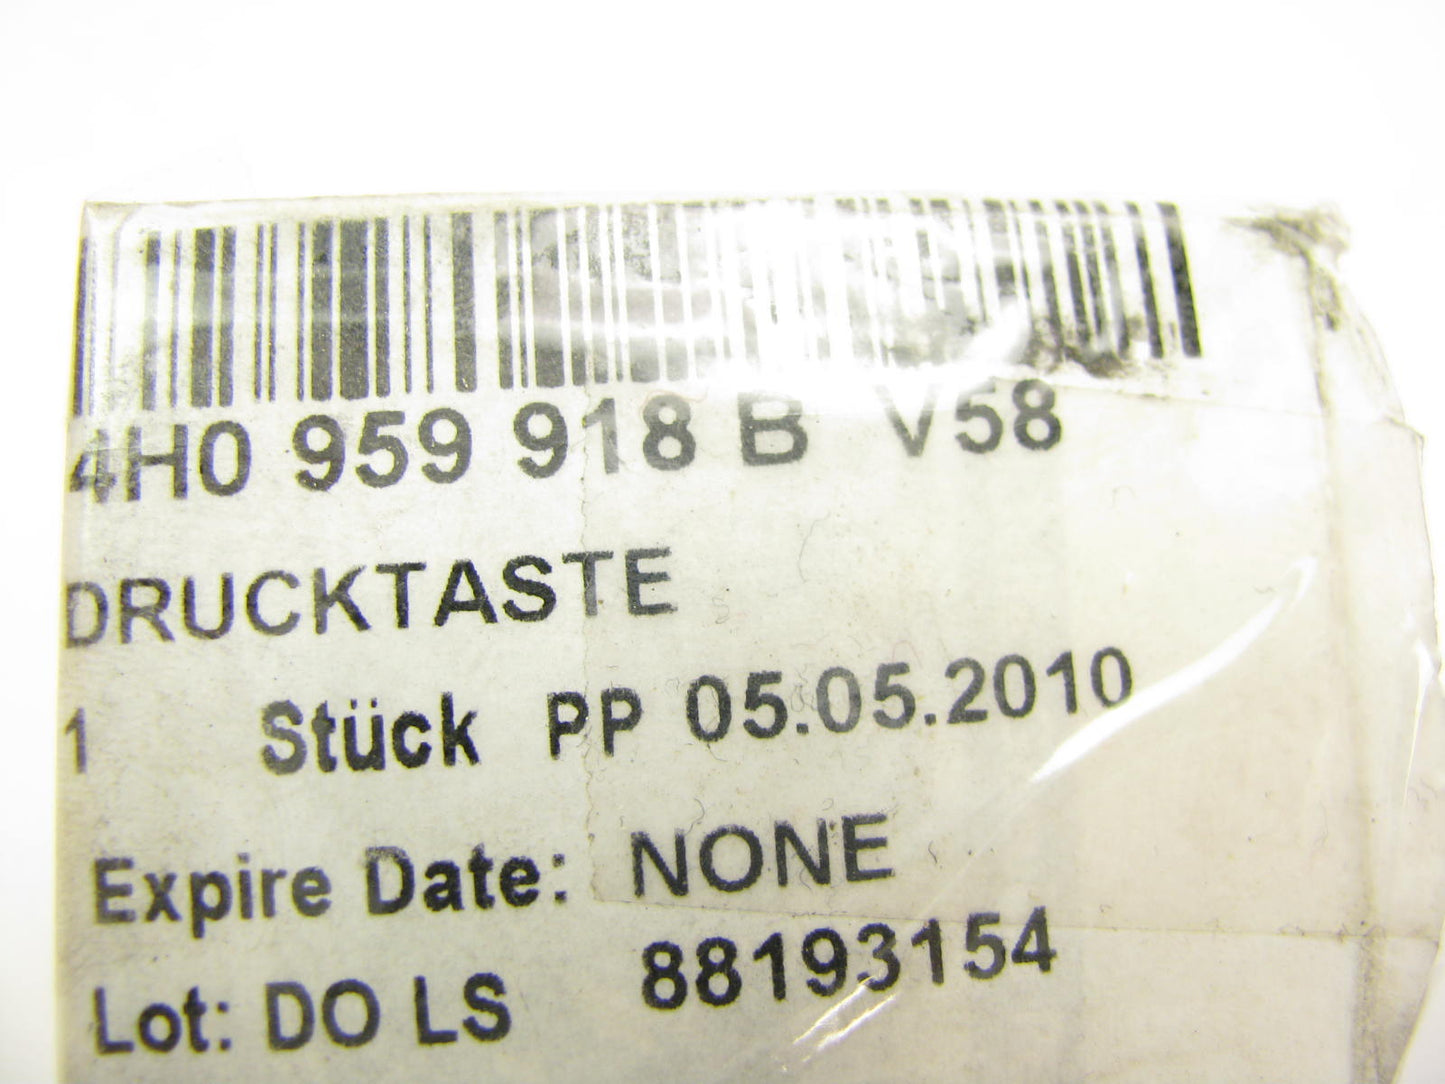 4H0 959 918 B V58
DRUCKTASTE
1 Stück PP 05.05.2010
Expire Date: NONE
Lot: DO LS 88193154